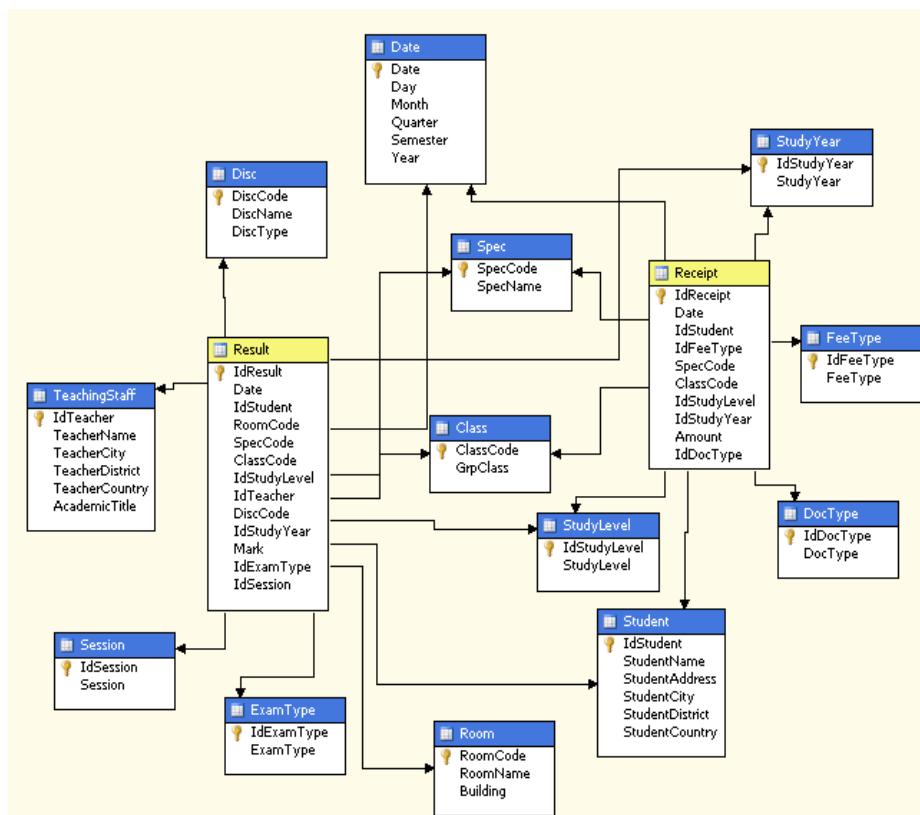 Date
Date
Day
Month
Quarter
Semester
Year
StudyYear
IdStudyYear
StudyYear
Disc
DiscCode
DiscName
DiscType
Spec
SpecCode
SpecName
Receipt
IdReceipt
Date
IdStudent
IdFeeType
SpecCode
ClassCode
IdStudyLevel
IdStudyYear
Amount
IdDocType
FeeType
IdFeeType
FeeType
Result
IdResult
Date
IdStudent
RoomCode
SpecCode
ClassCode
IdStudyLevel
IdTeacher
DiscCode
IdStudyYear
Mark
IdExamType
IdSession
TeachingStaff
IdTeacher
TeacherName
TeacherCity
TeacherDistrict
TeacherCountry
AcademicTitle
Class
ClassCode
GrpClass
StudyLevel
IdStudyLevel
StudyLevel
DocType
IDDocType
DocType
Student
IdStudent
StudentName
StudentAddress
StudentCity
StudentDistrict
StudentCountry
Session
IdSession
Session
ExamType
IdExamType
ExamType
Room
RoomCode
RoomName
Building